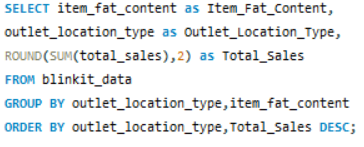 SELECT item_fat_content as Item_Fat_Content,
outlet_location_type as Outlet_Location_Type,
ROUND(SUM(total_sales),2) as Total_Sales
FROM blinkit_data
GROUP BY outlet_location_type,item_fat_content
ORDER BY outlet_location_type,Total_Sales DESC;